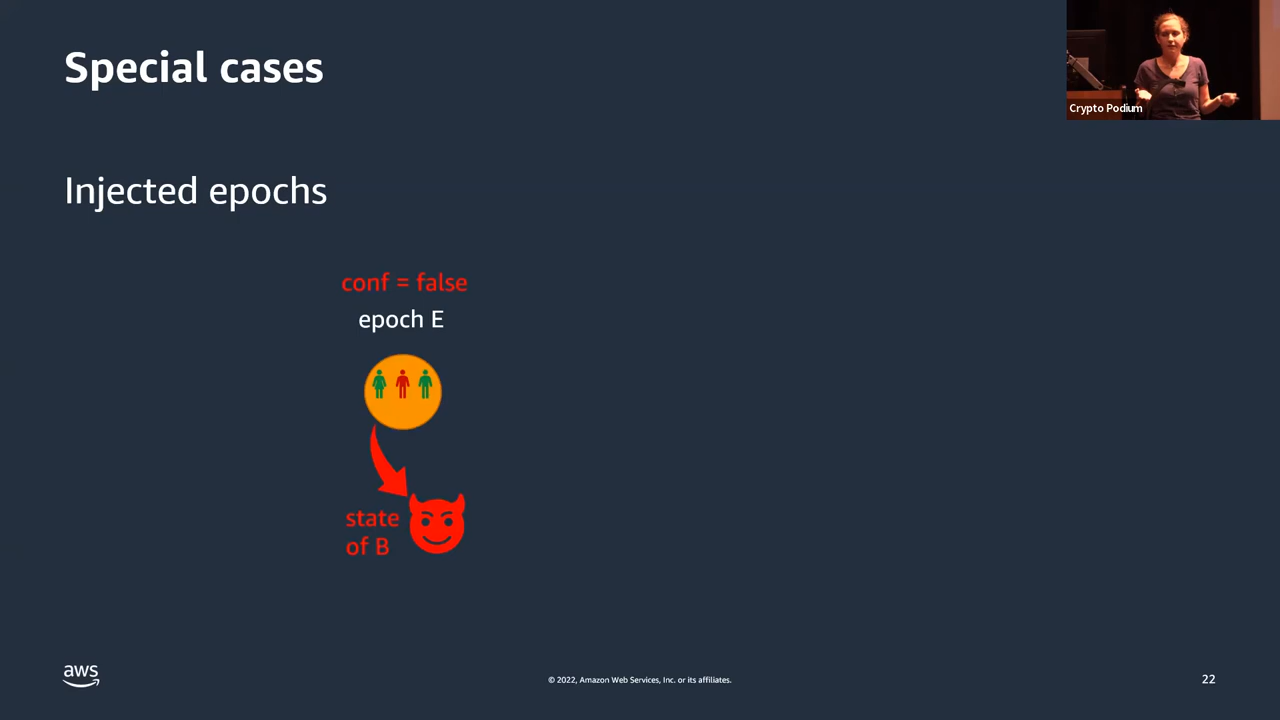 Special cases
Crypto Podium
Injected epochs
conf = false
epoch E
state
of B
aws
© 2022, Amazon Web Services, Inc. or its affiliates.
22